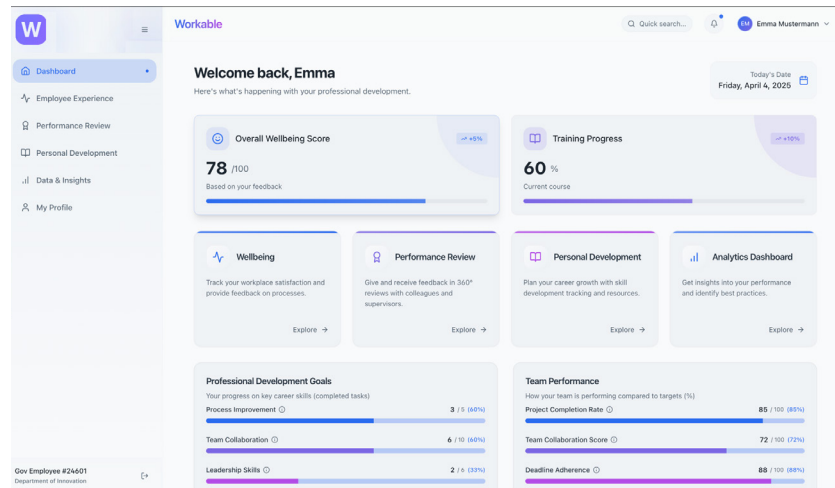 W
Workable
Quick search...
EM
Emma Mustermann
Dashboard
Employee Experience
Performance Review
Personal Development
Data & Insights
My Profile
Gov Employee #24601
Department of Innovation
Welcome back, Emma
Here's what's happening with your professional development.
Today's Date
Friday, April 4, 2025
Overall Wellbeing Score
+5%
78 /100
Based on your feedback
Training Progress
+10%
60 %
Current course
Wellbeing
Track your workplace satisfaction and
provide feedback on processes.
Explore →
Performance Review
Give and receive feedback in 360°
reviews with colleagues and
supervisors.
Explore →
Personal Development
Plan your career growth with skill
development tracking and resources.
Explore →
Analytics Dashboard
Get insights into your performance
and identify best practices.
Explore →
Professional Development Goals
Your progress on key career skills (completed tasks)
Process Improvement 3 / 5 (60%)
Team Collaboration 6 / 10 (60%)
Leadership Skills 2 / 6 (33%)
Team Performance
How your team is performing compared to targets (%)
Project Completion Rate 85 / 100 (85%)
Team Collaboration Score 72 / 100 (72%)
Deadline Adherence 88 / 100 (88%)